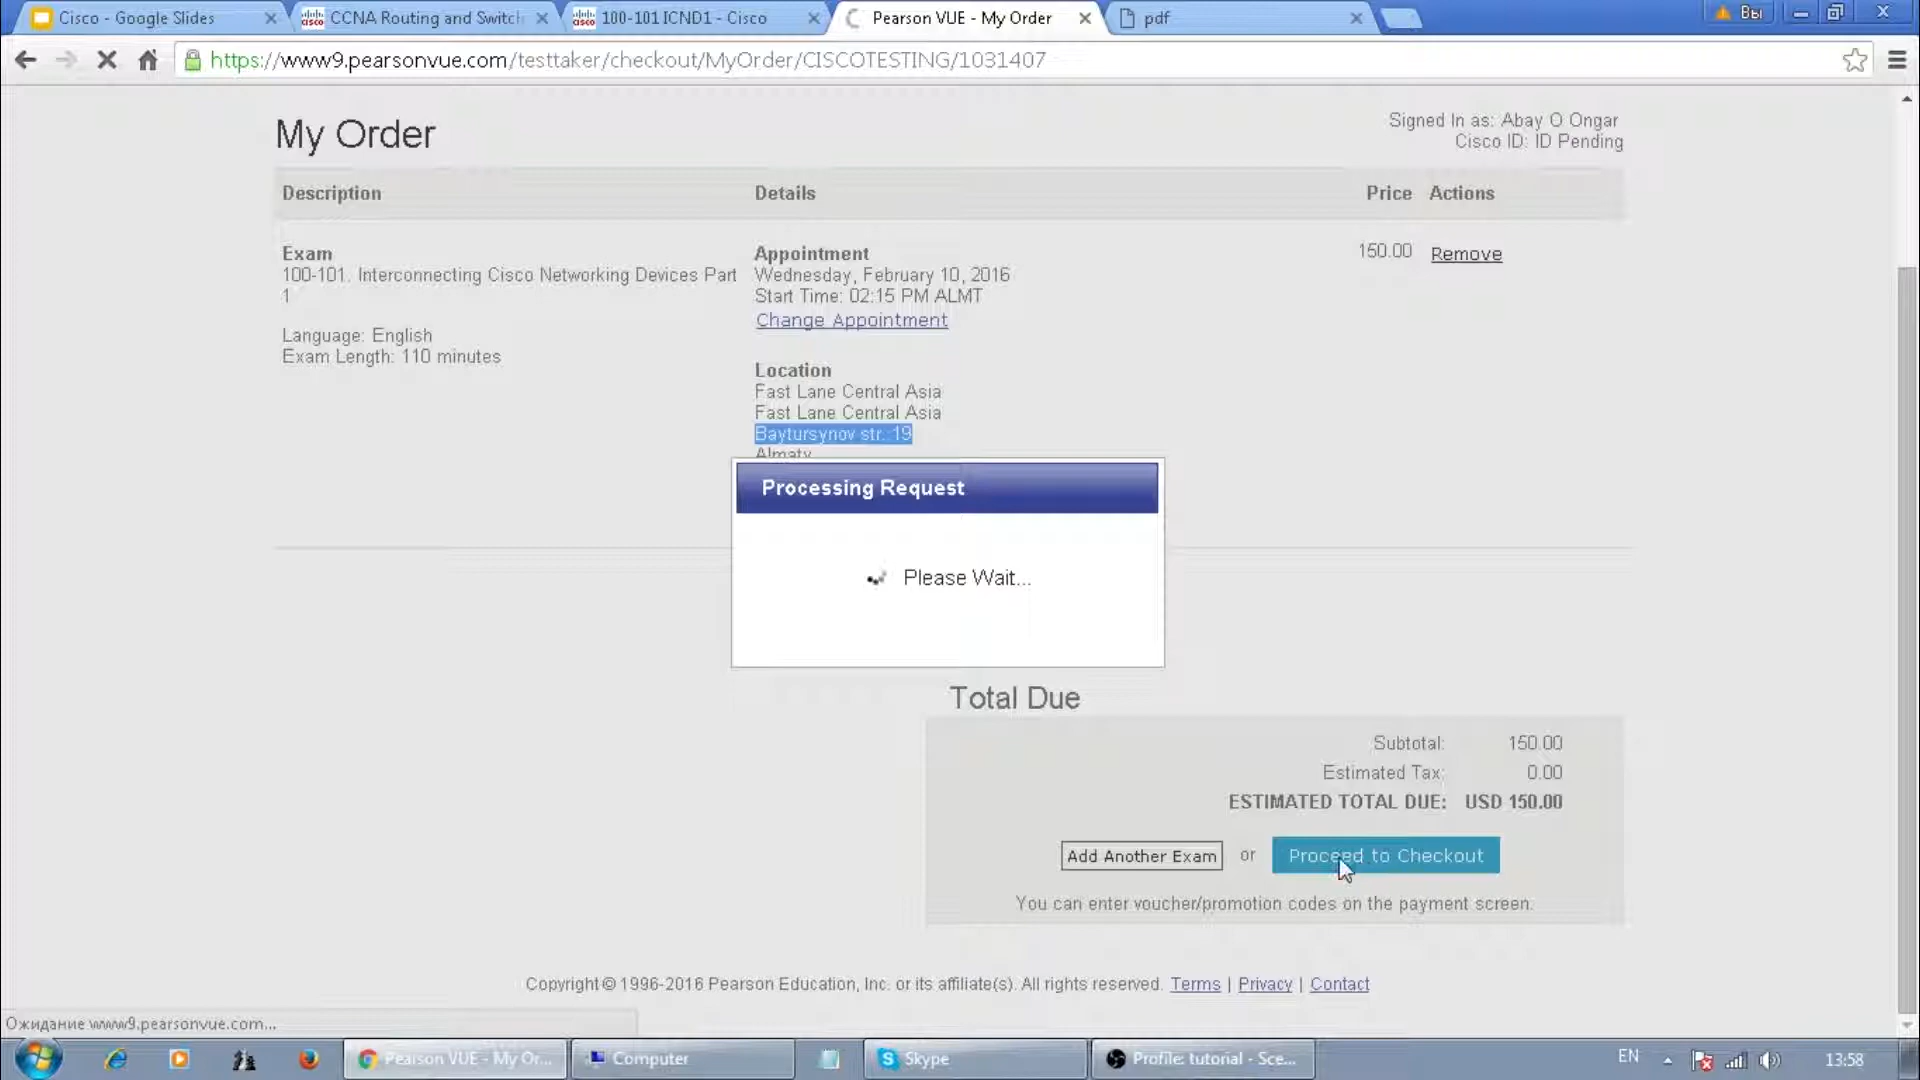 Cisco - Google Slides
CCNA Routing and Switch
100-101 ICND1 - Cisco
Pearson VUE - My Order
pdf
Вы
https://www9.pearsonvue.com/testtaker/checkout/MyOrder/CISCOTESTING/1031407
My Order
Signed In as: Abay O Ongar
Cisco ID: ID Pending
Description
Details
Price
Actions
Exam
100-101. Interconnecting Cisco Networking Devices Part
1
Language: English
Exam Length: 110 minutes
Appointment
Wednesday, February 10, 2016
Start Time: 02:15 PM ALMT
Change Appointment
150.00
Remove
Location
Fast Lane Central Asia
Fast Lane Central Asia
Baytursynov str. 19
Almaty
Processing Request
Please Wait...
Total Due
Subtotal: 150.00
Estimated Tax: 0.00
ESTIMATED TOTAL DUE: USD 150.00
Add Another Exam or Proceed to Checkout
You can enter voucher/promotion codes on the payment screen.
Copyright © 1996-2016 Pearson Education, Inc. or its affiliate(s). All rights reserved. Terms | Privacy | Contact
Ожидание www9.pearsonvue.com...
Pearson VUE - My Or...
Computer
Skype
Profile: tutorial - Sce...
EN
13:58